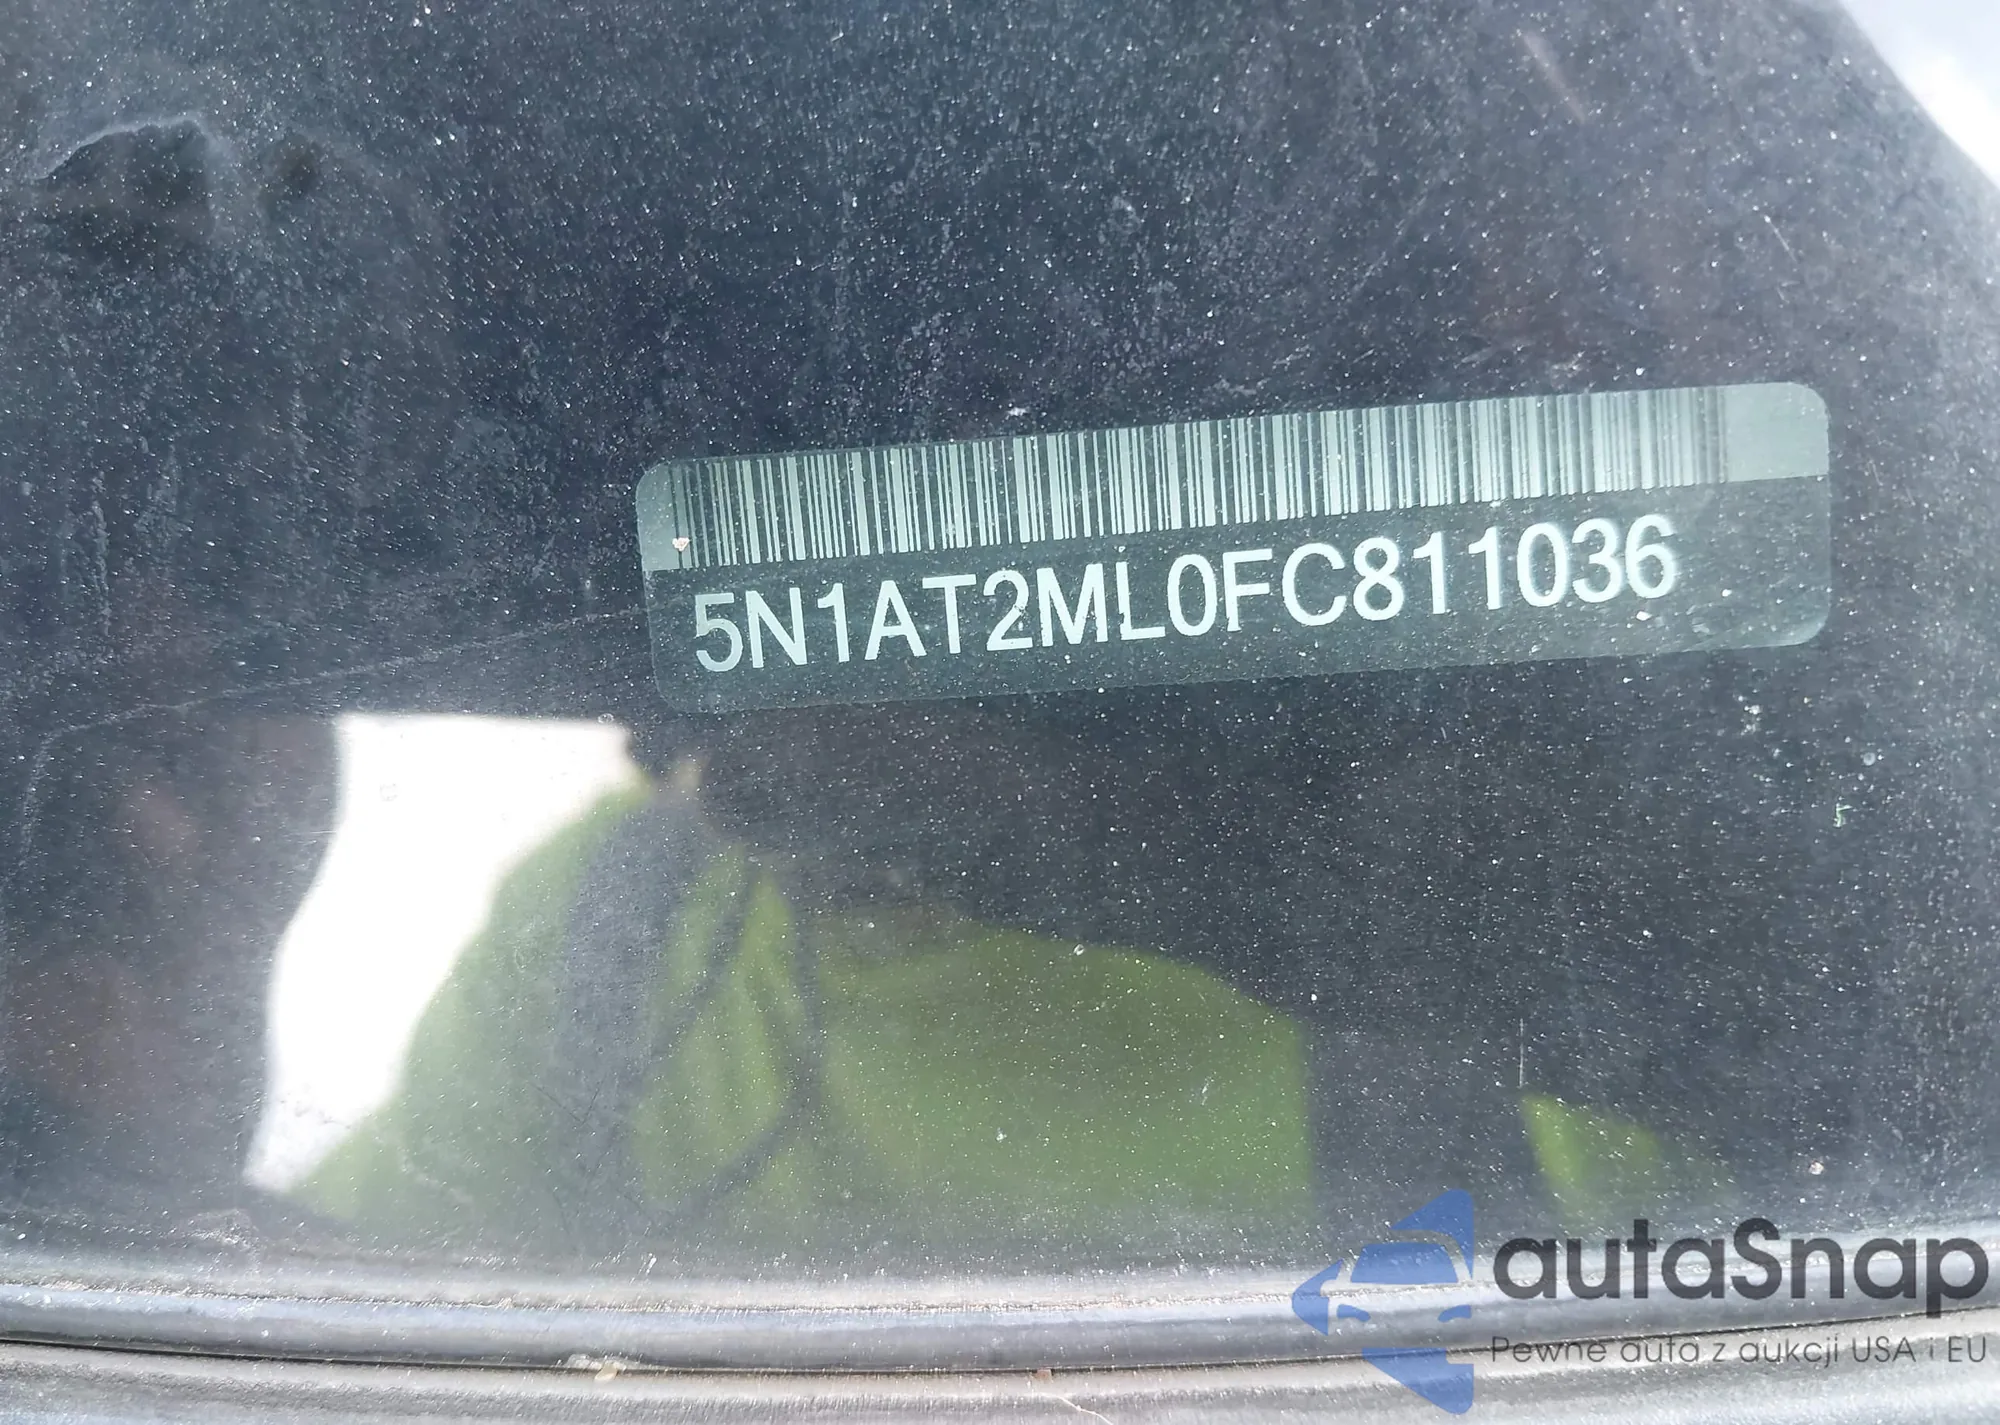 5N1AT2ML0FC811036
autaSnap
Pewne auta z aukcji USA i EU